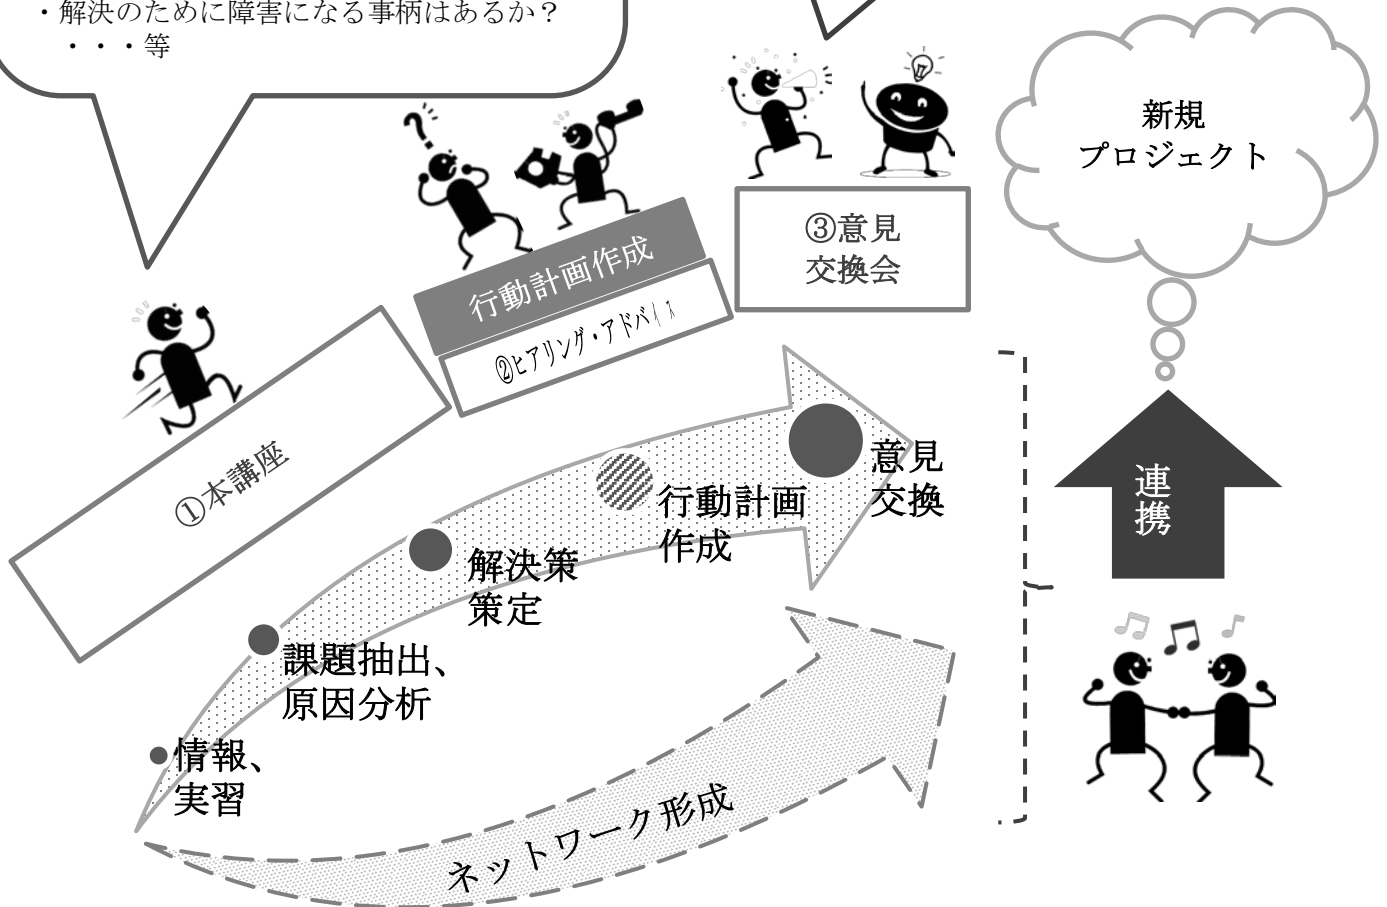 ・解決のために障害になる事柄はあるか？
・・・等
新規
プロジェクト
③意見
交換会
行動計画作成
②ヒアリング・アドバイス
①本講座
意見
交換
行動計画
作成
解決策
策定
課題抽出、
原因分析
情報、
実習
ネットワーク形成
連
携